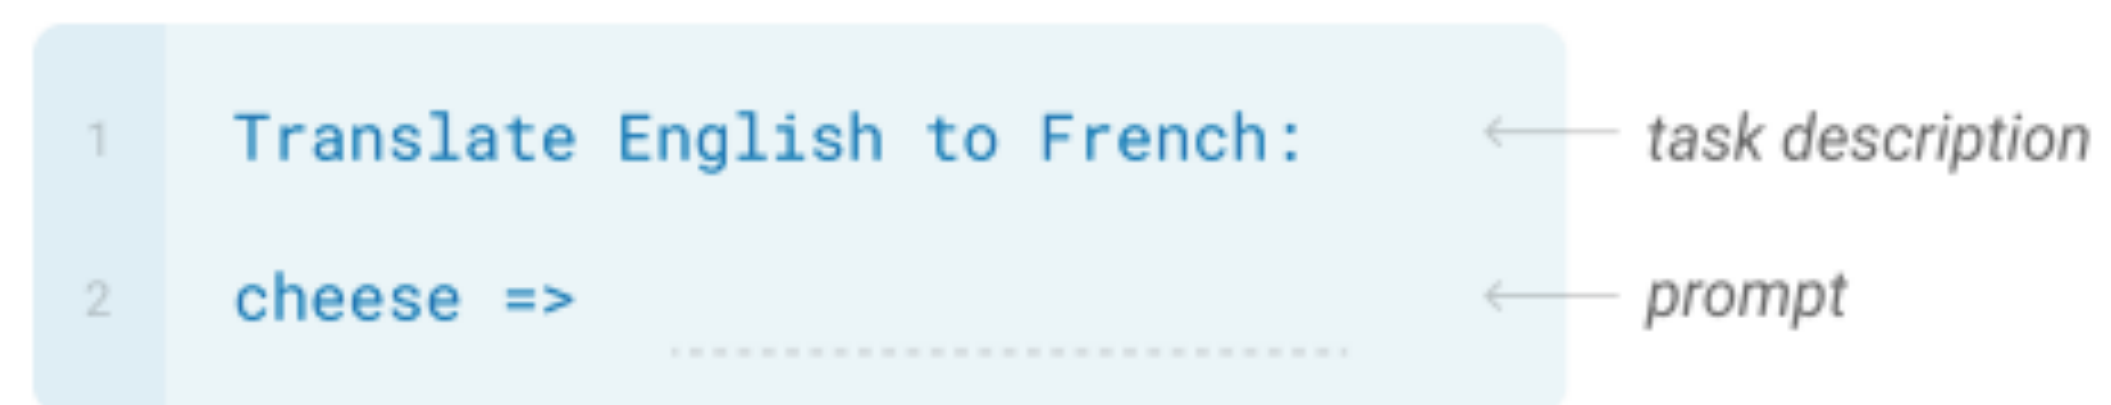 1 Translate English to French: ← task description
2 cheese => ← prompt